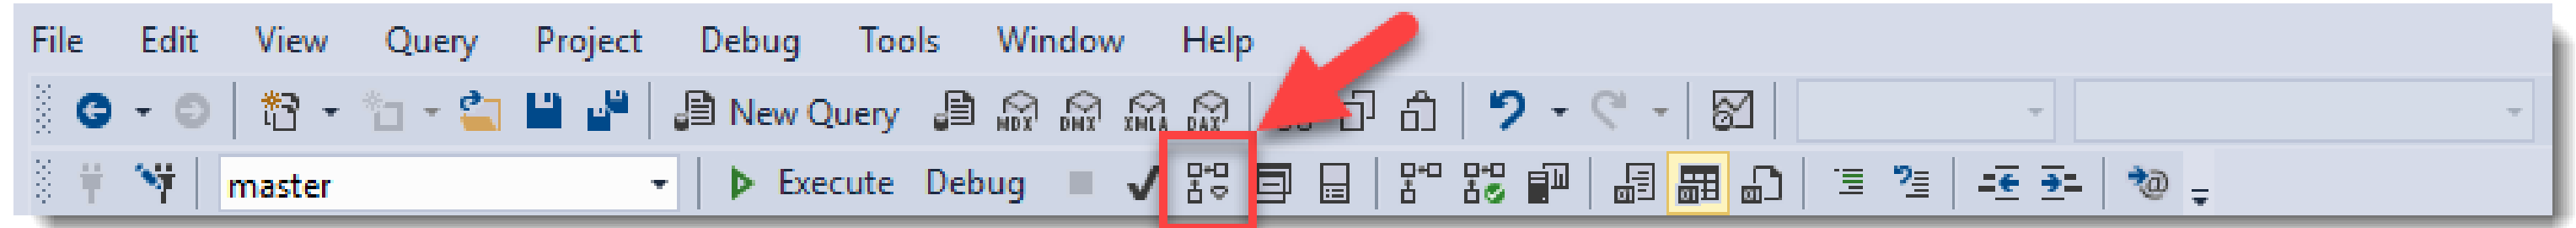 File Edit View Query Project Debug Tools Window Help
New Query MDX DMX XMLA DAX
master Execute Debug